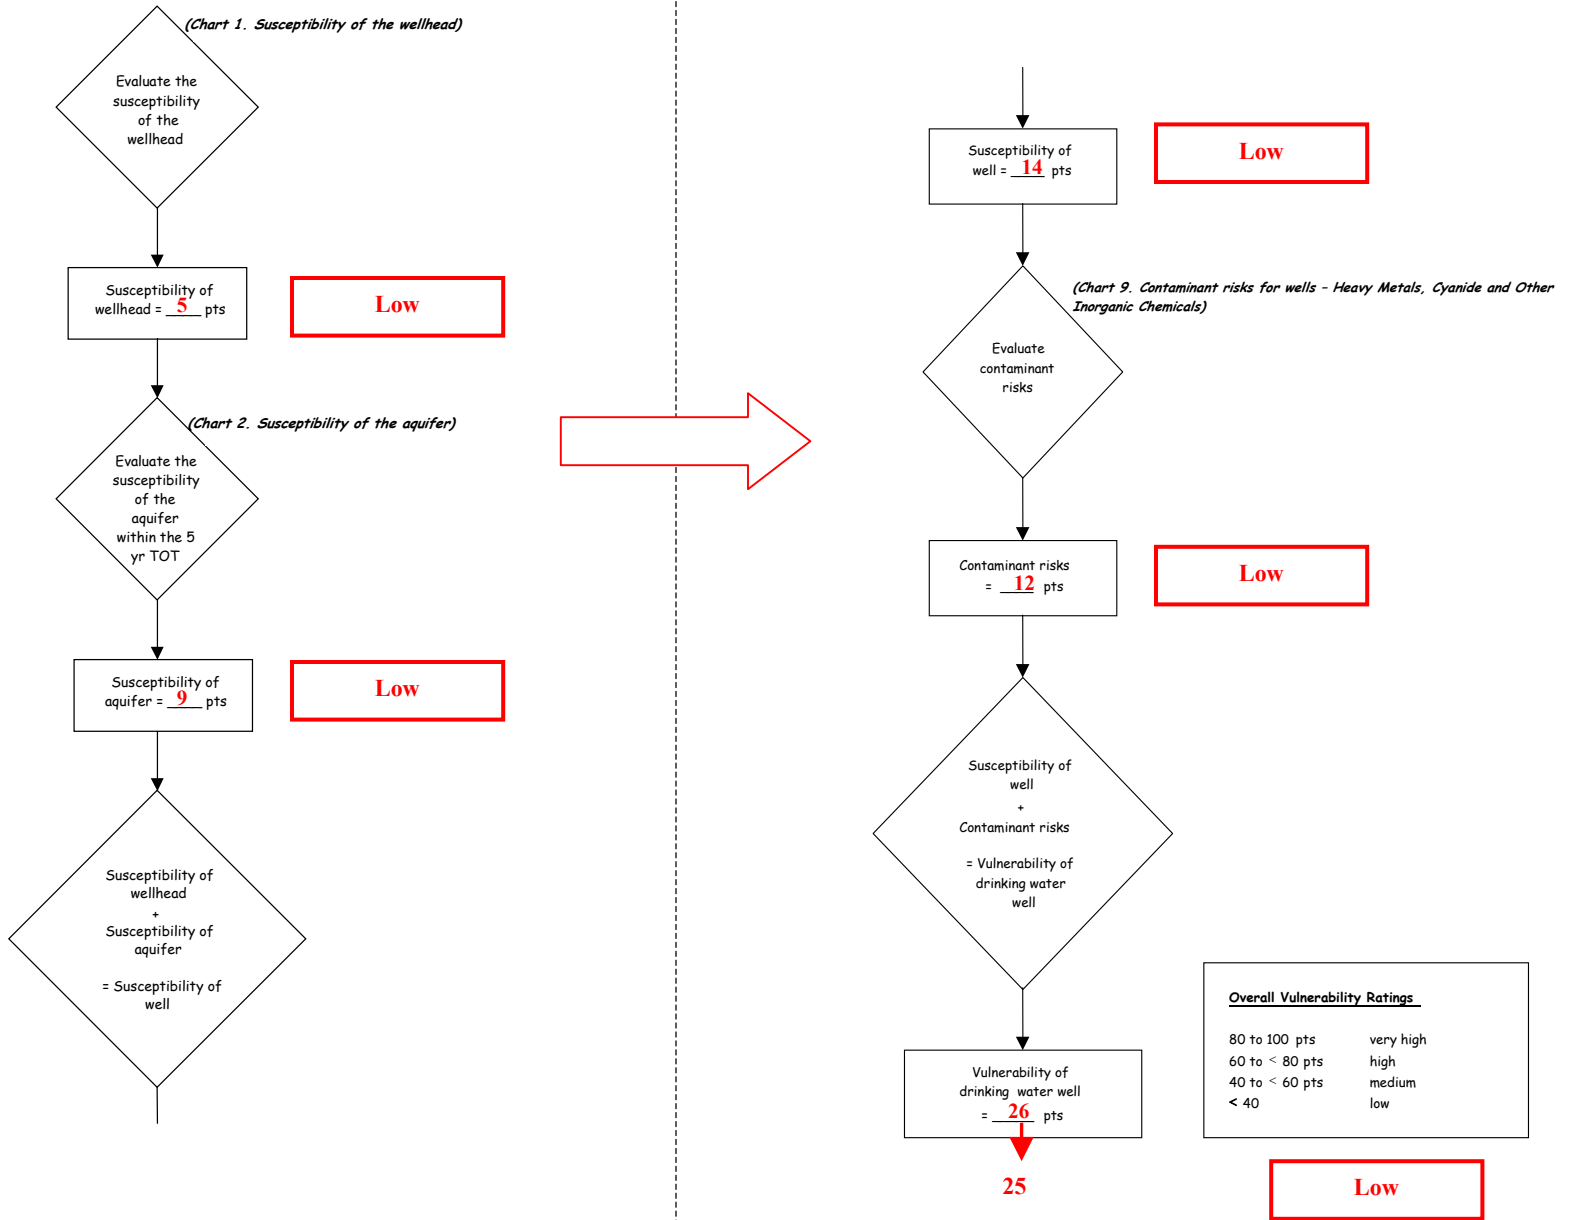 (Chart 1. Susceptibility of the wellhead)
Evaluate the
susceptibility
of the
wellhead
Susceptibility of
wellhead = 5 pts
Low
(Chart 2. Susceptibility of the aquifer)
Evaluate the
susceptibility
of the
aquifer
within the 5
yr TOT
Susceptibility of
aquifer = 9 pts
Low
Susceptibility of
wellhead
+
Susceptibility of
aquifer
= Susceptibility of
well
Susceptibility of
well = 14 pts
Low
(Chart 9. Contaminant risks for wells – Heavy Metals, Cyanide and Other
Inorganic Chemicals)
Evaluate
contaminant
risks
Contaminant risks
= 12 pts
Low
Susceptibility of
well
+
Contaminant risks
= Vulnerability of
drinking water
well
Vulnerability of
drinking water well
= 26 pts
25
Overall Vulnerability Ratings
80 to 100 pts very high
60 to < 80 pts high
40 to < 60 pts medium
< 40 low
Low